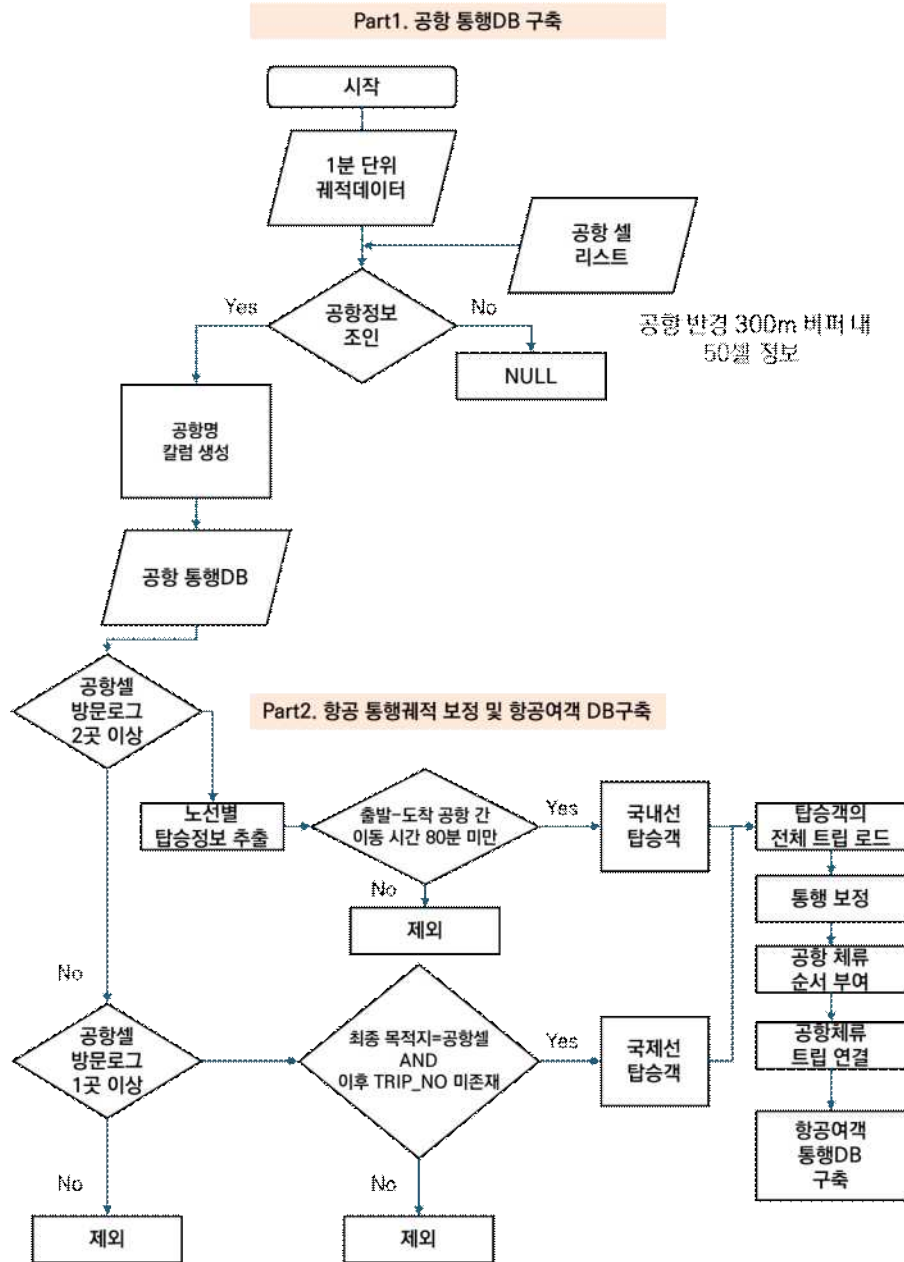 Part1. 공항 통행DB 구축
시작
1분 단위
궤적데이터
공항 셀
리스트
공항정보
조인
Yes
No
공항 반경 300m 버퍼 내
50셀 정보
NULL
공항명
칼럼 생성
공항 통행DB
공항셀
방문로그
2곳 이상
Part2. 항공 통행궤적 보정 및 항공여객 DB구축
노선별
탑승정보 추출
출발-도착 공항 간
이동 시간 80분 미만
Yes
국내선
탑승객
탑승객의
전체 트립 로드
No
제외
통행 보정
공항 체류
순서 부여
No
공항셀
방문로그
1곳 이상
최종 목적지=공항셀
AND
이후 TRIP_NO 미존재
Yes
국제선
탑승객
공항체류
트립 연결
항공여객
통행DB
구축
No
제외
No
제외